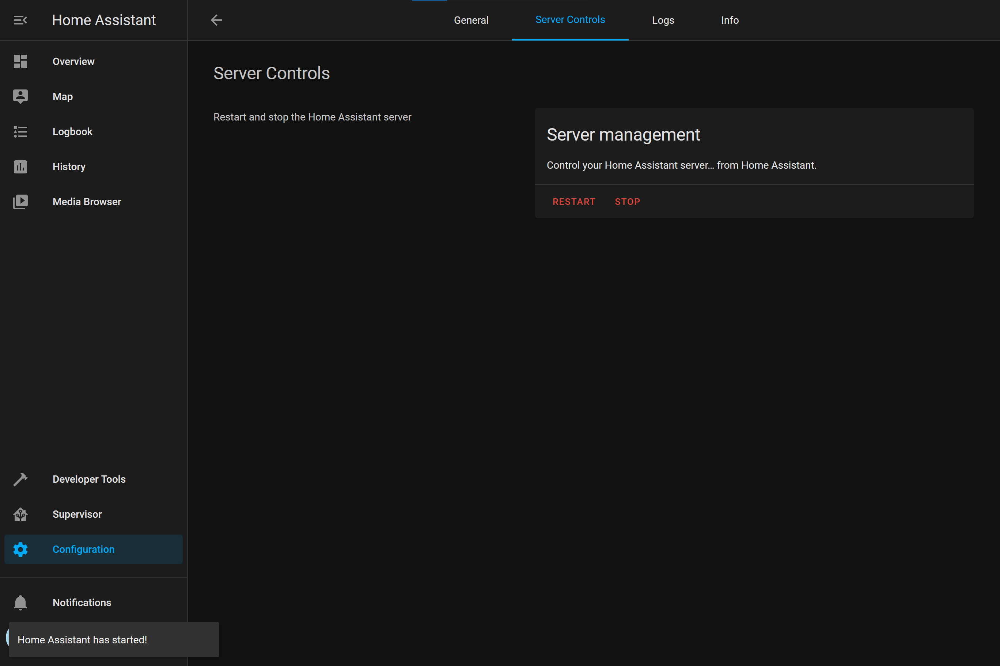 Home Assistant
General
Server Controls
Logs
Info
Overview
Map
Logbook
History
Media Browser
Developer Tools
Supervisor
Configuration
Notifications
Home Assistant has started!
Server Controls
Restart and stop the Home Assistant server
Server management
Control your Home Assistant server... from Home Assistant.
RESTART
STOP